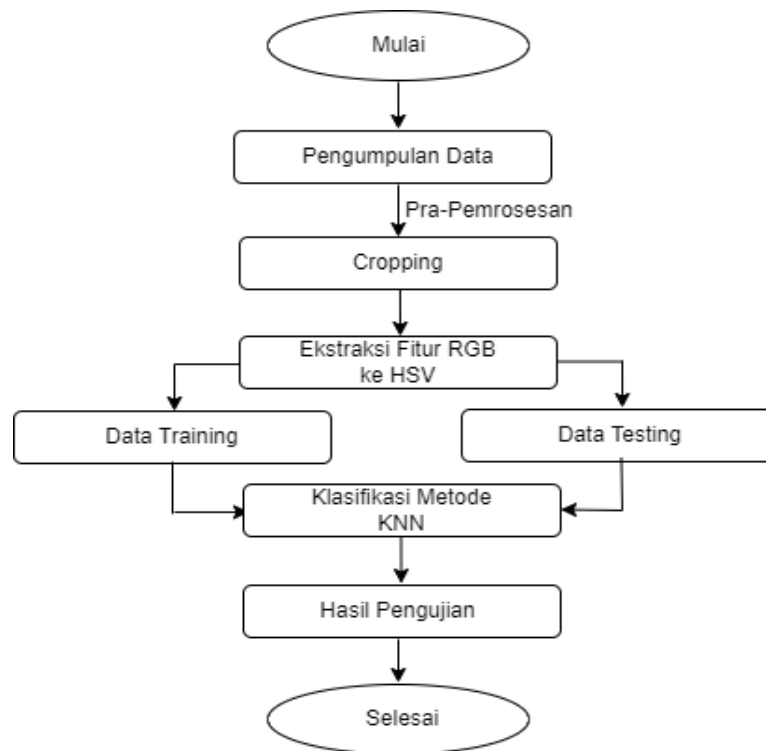 Mulai
Pengumpulan Data
Pra-Pemrosesan
Cropping
Ekstraksi Fitur RGB
ke HSV
Data Training
Data Testing
Klasifikasi Metode
KNN
Hasil Pengujian
Selesai